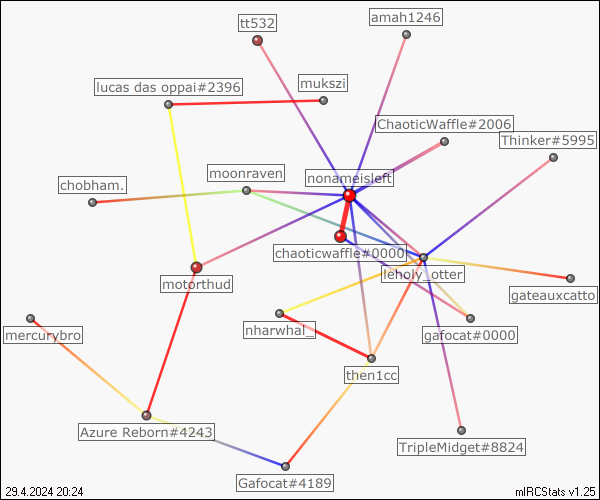 tt532
amah1246
lucas das oppai#2396
mukszi
ChaoticWaffle#2006
Thinker#5995
moonraven
nonameisleft
chobham.
chaoticwaffle#0000
leholy_otter
motorthud
gateauxcatto
mercurybro
nharwhal_
gafocat#0000
then1cc
Azure Reborn#4243
TripleMidget#8824
Gafocat#4189
29.4.2024 20:24
mIRCStats v1.25